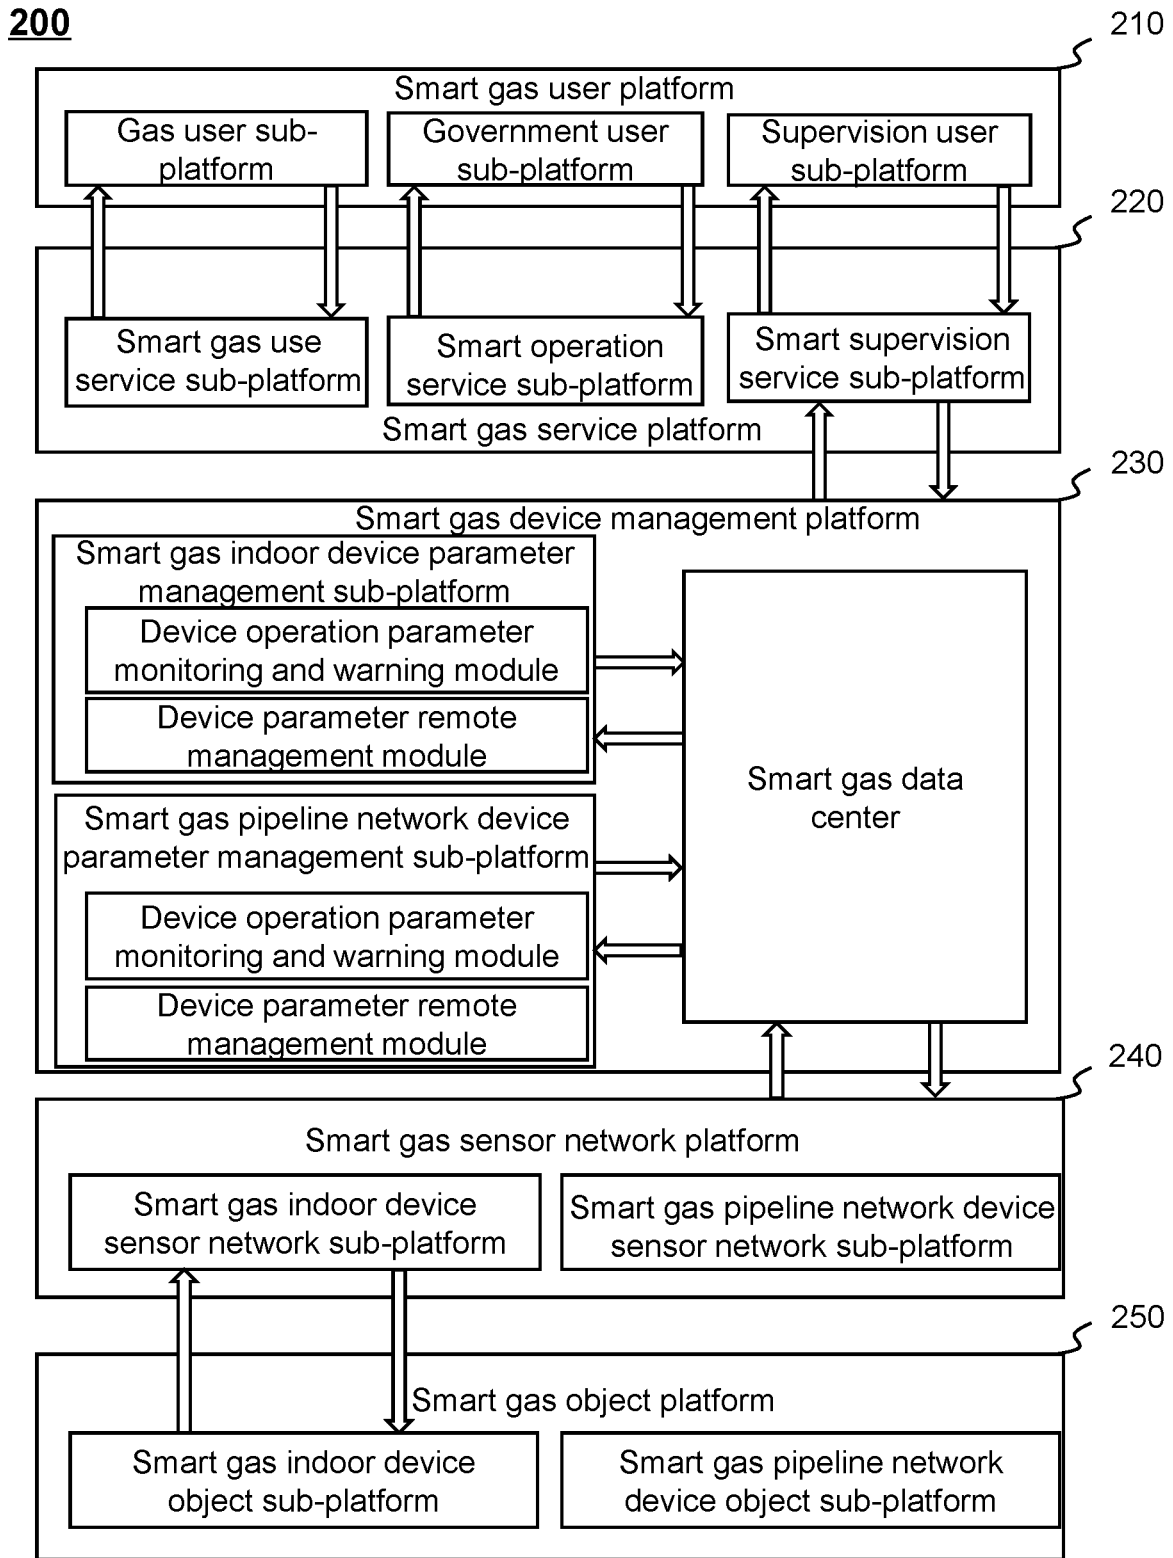 200
210
Smart gas user platform
Gas user sub-
platform
Government user
sub-platform
Supervision user
sub-platform
220
Smart gas use
service sub-platform
Smart operation
service sub-platform
Smart supervision
service sub-platform
Smart gas service platform
230
Smart gas device management platform
Smart gas indoor device parameter
management sub-platform
Device operation parameter
monitoring and warning module
Device parameter remote
management module
Smart gas pipeline network device
parameter management sub-platform
Device operation parameter
monitoring and warning module
Device parameter remote
management module
Smart gas data
center
240
Smart gas sensor network platform
Smart gas indoor device
sensor network sub-platform
Smart gas pipeline network device
sensor network sub-platform
250
Smart gas object platform
Smart gas indoor device
object sub-platform
Smart gas pipeline network
device object sub-platform